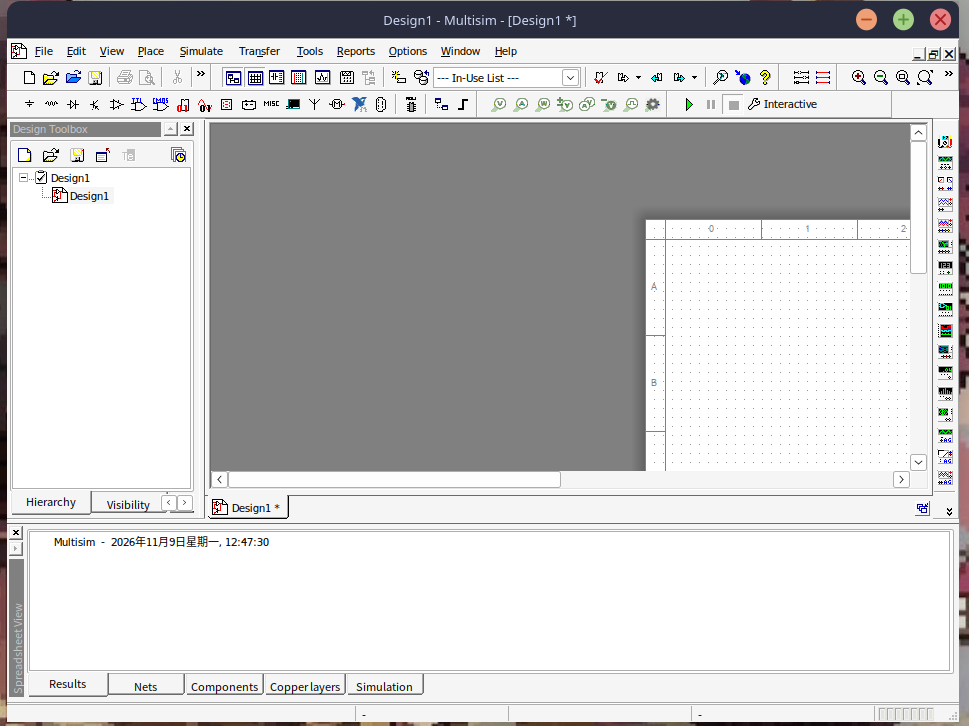 Design1 - Multisim - [Design1 *]
File Edit View Place Simulate Transfer Tools Reports Options Window Help
--- In-Use List ---
MISC
Interactive
Design Toolbox
Design1
Design1
0 1 2
A
B
Hierarchy Visibility
Design1 *
Multisim - 2026年11月9日星期一, 12:47:30
Spreadsheet View
Results Nets Components Copper layers Simulation
- -